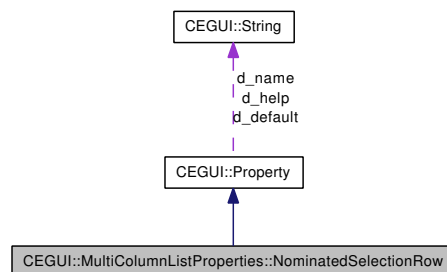 CEGUI::String
d_name
d_help
d_default
CEGUI::Property
CEGUI::MultiColumnListProperties::NominatedSelectionRow